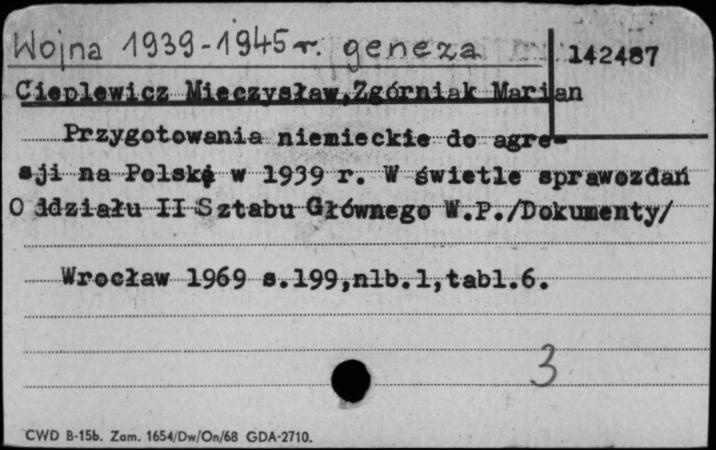 Wojna 1939-1945 r. geneza
142487
Cieplewicz Mieczysław,Zgórniak Marian
Przygotowania niemieckie do agre-
sji na Polskę w 1939 r. W świetle sprawozdań
O ddziału II Sztabu Głównego W.P./Dokumenty/
Wrocław 1969 s.199,nlb.1,tabl.6.
3
CWD B-15b. Zam. 1654/Dw/On/68 GDA-2710.